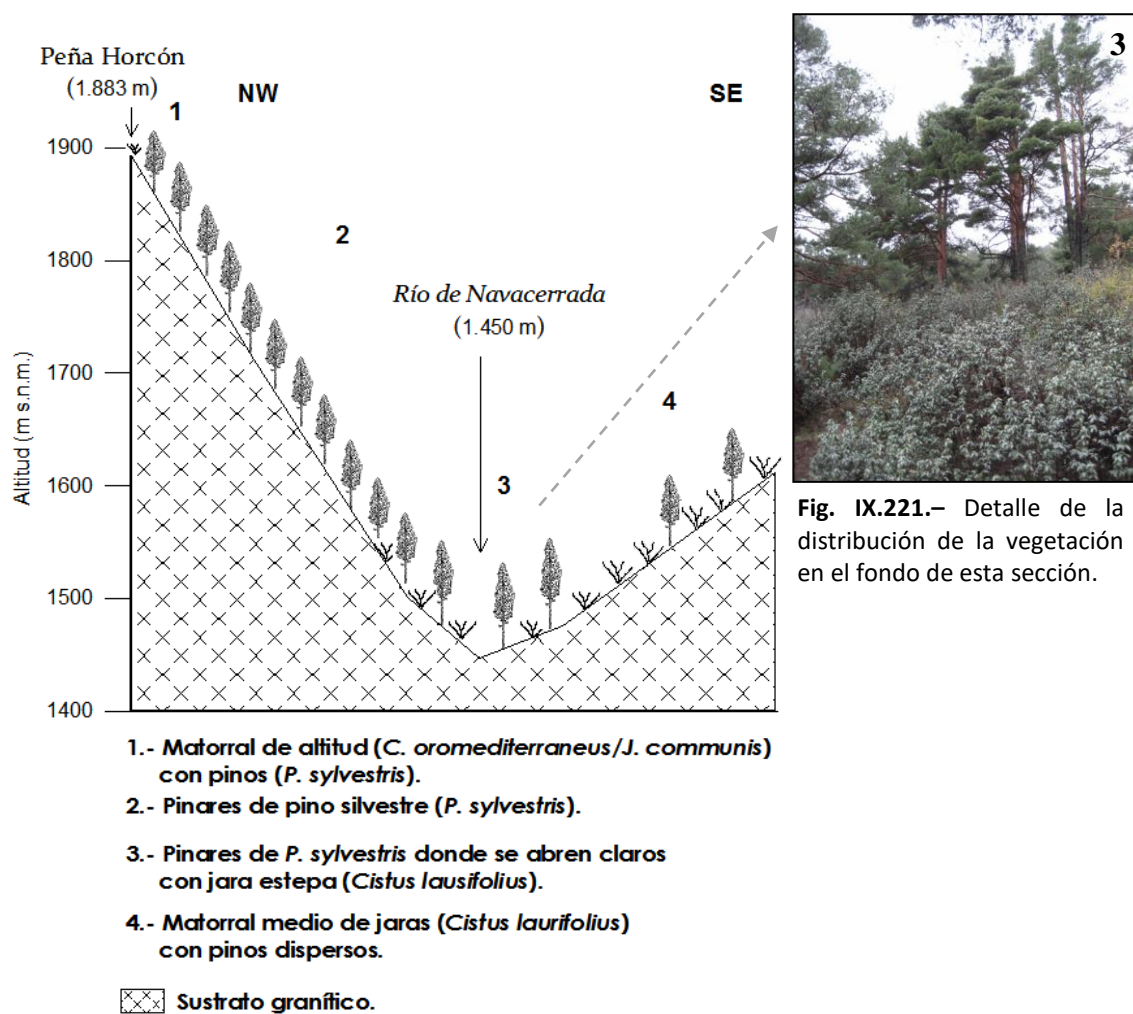 3
Peña Horcón
(1.883 m)
1
NW
SE
1900
1800
2
Río de Navacerrada
(1.450 m)
1700
4
Altitud (m s.n.m.)
1600
3
1500
1400
Fig. IX.221.– Detalle de la
distribución de la vegetación
en el fondo de esta sección.
1.- Matorral de altitud (C. oromediterraneus/J. communis)
con pinos (P. sylvestris).
2.- Pinares de pino silvestre (P. sylvestris).
3.- Pinares de P. sylvestris donde se abren claros
con jara estepa (Cistus lausifolius).
4.- Matorral medio de jaras (Cistus laurifolius)
con pinos dispersos.
Sustrato granítico.